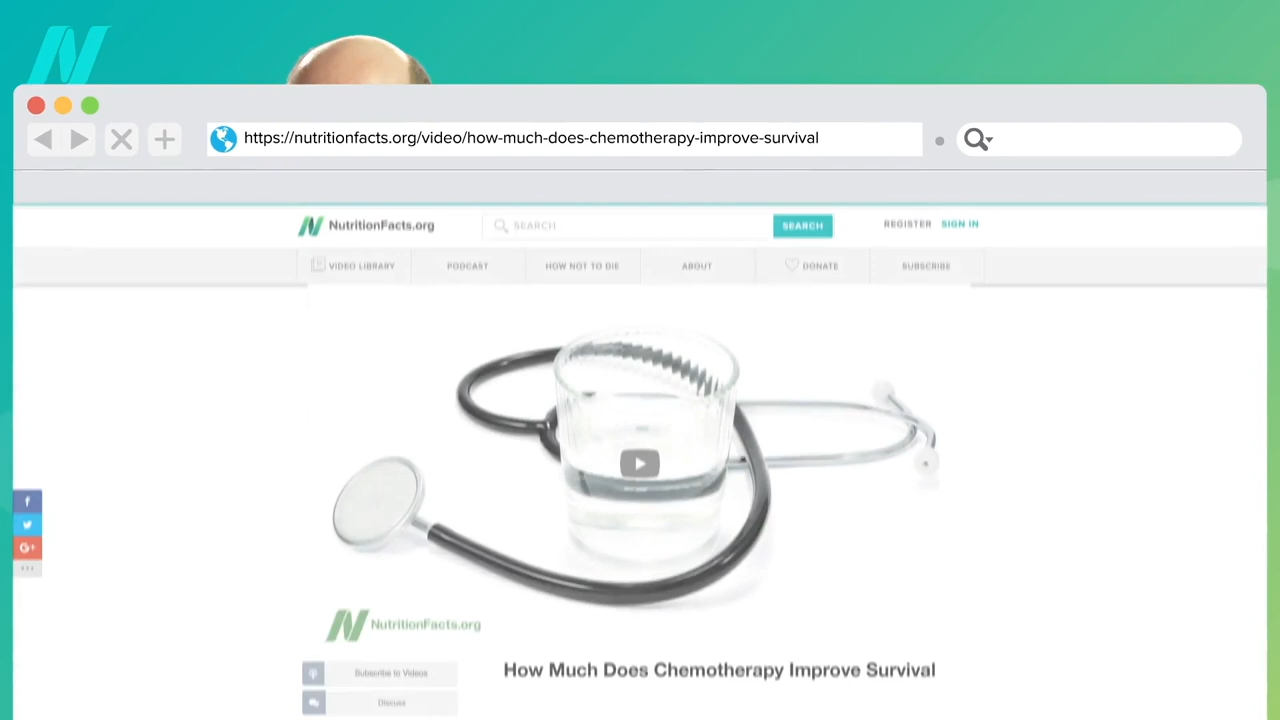 https://nutritionfacts.org/video/how-much-does-chemotherapy-improve-survival
NutritionFacts.org
SEARCH
SEARCH
REGISTER SIGN IN
VIDEO LIBRARY
PODCAST
HOW NOT TO DIE
ABOUT
DONATE
SUBSCRIBE
f
G+
NutritionFacts.org
Subscribe to Videos
How Much Does Chemotherapy Improve Survival
Discuss